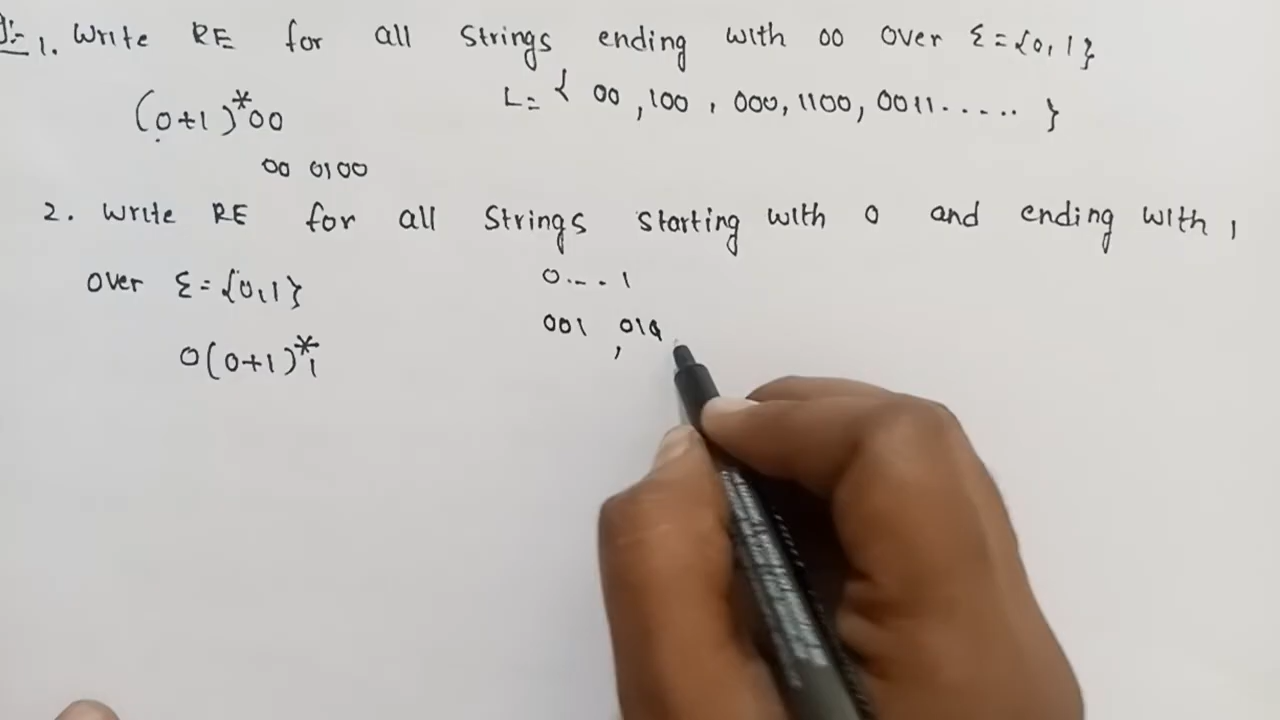 1. Write RE for all strings ending with 00 over Σ={0,1}
L= { 00 ,100 , 000, 1100, 0011..... }
(0+1)*00
00 0100
2. Write RE for all strings starting with 0 and ending with 1
over Σ={0,1}
0...1
001 , 01
0(0+1)*1